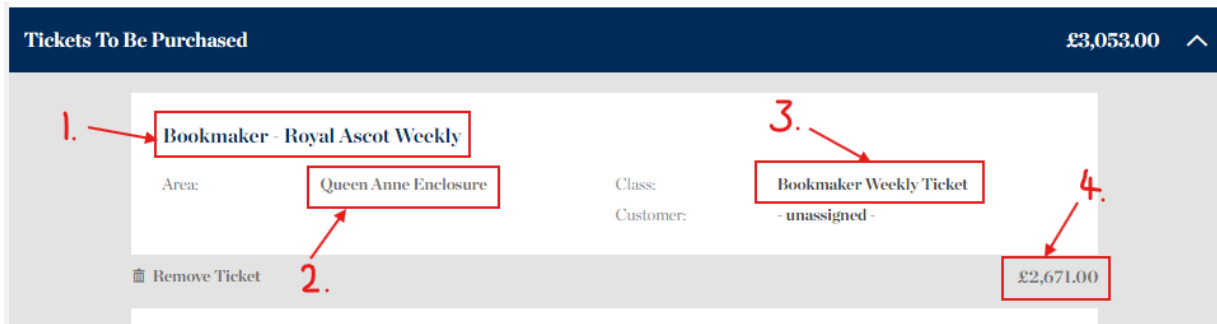 Tickets To Be Purchased £3,053.00
1. Bookmaker - Royal Ascot Weekly 3.
Area: Queen Anne Enclosure Class: Bookmaker Weekly Ticket 4.
Customer: - unassigned -
Remove Ticket 2. £2,671.00